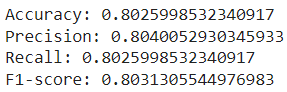 Accuracy: 0.8025998532340917
Precision: 0.8040052930345933
Recall: 0.8025998532340917
F1-score: 0.8031305544976983